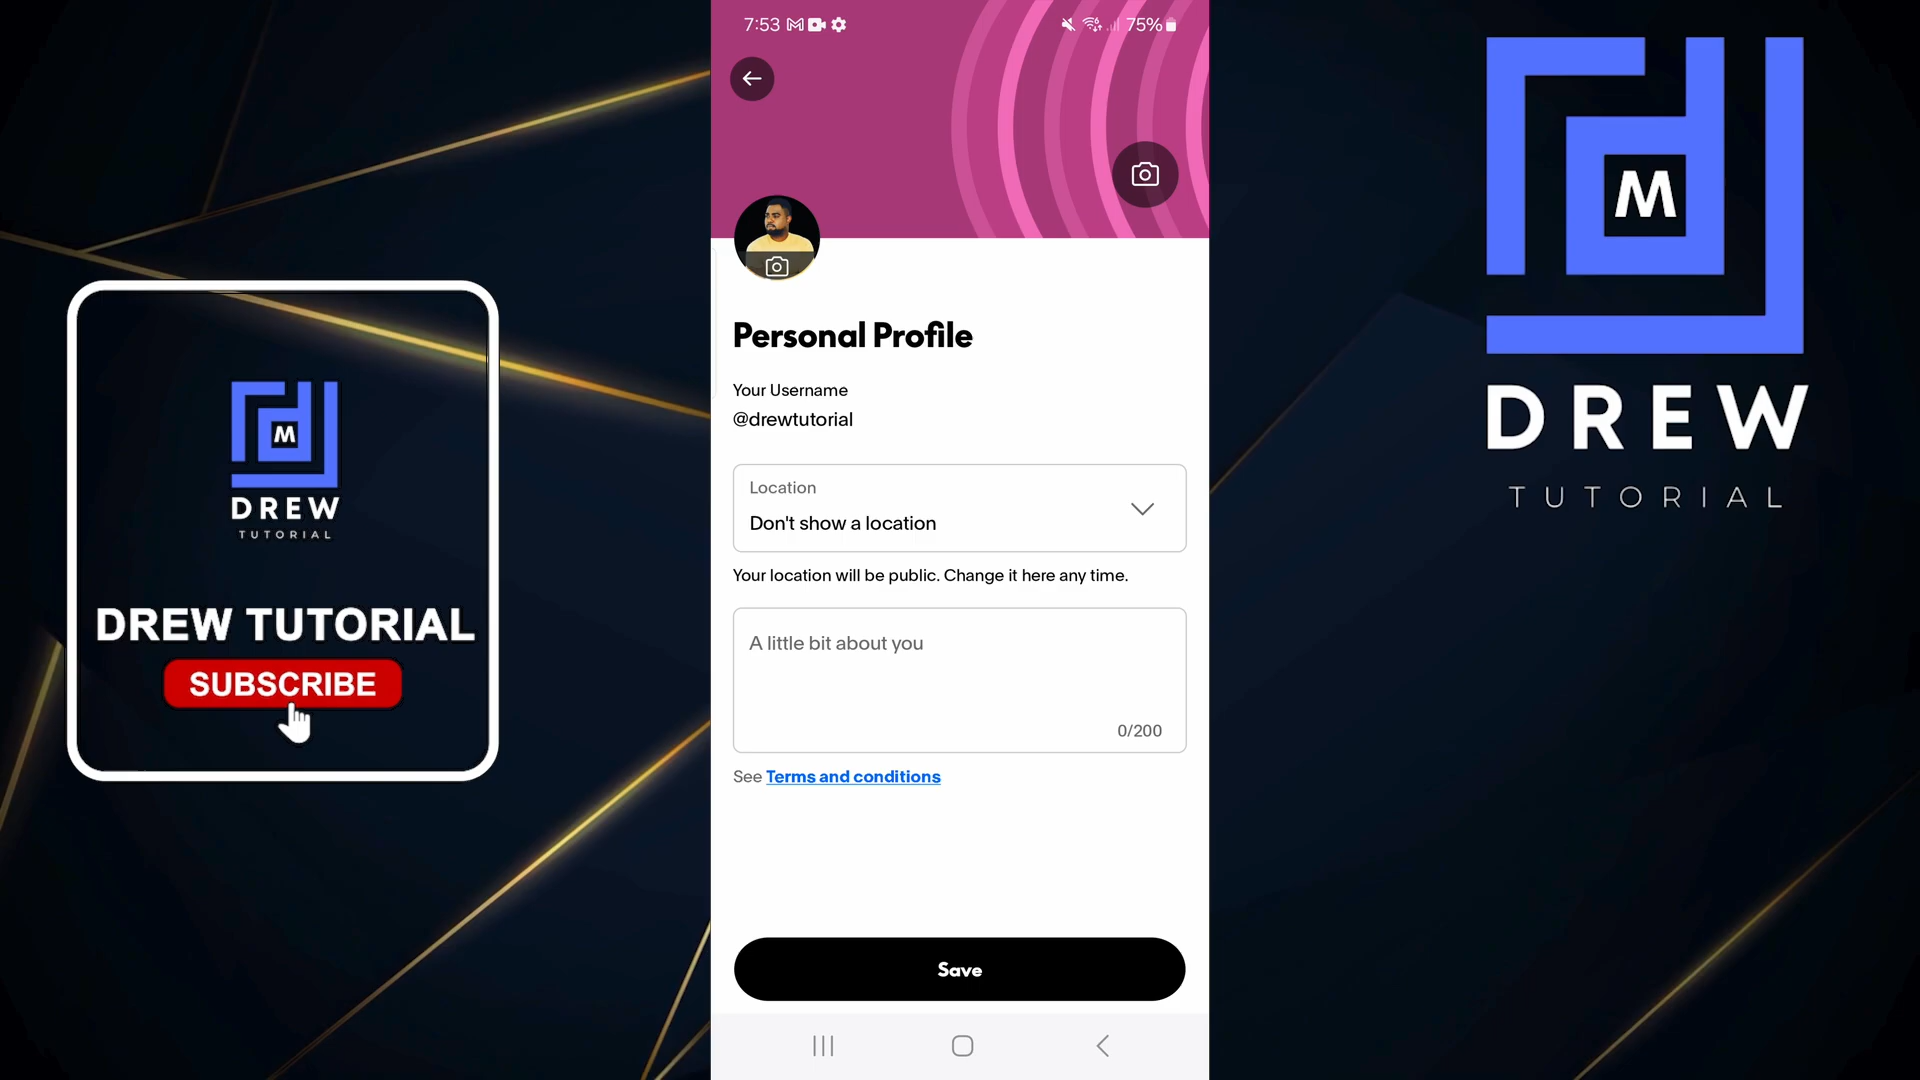 7:53
75%
M
DREW
TUTORIAL
DREW TUTORIAL
SUBSCRIBE
Personal Profile
Your Username
@drewtutorial
Location
Don't show a location
Your location will be public. Change it here any time.
A little bit about you
0/200
See Terms and conditions
Save
M
DREW
TUTORIAL